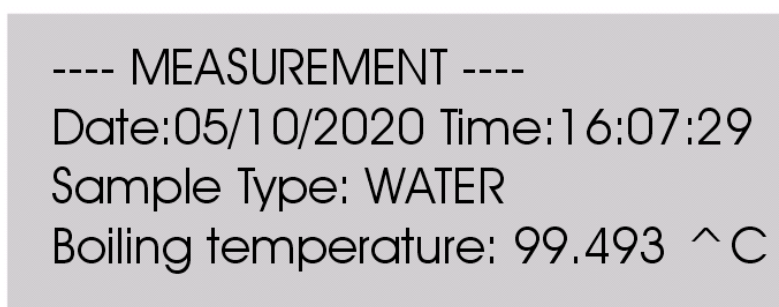 ---- MEASUREMENT ----
Date:05/10/2020 Time:16:07:29
Sample Type: WATER
Boiling temperature: 99.493 ^C